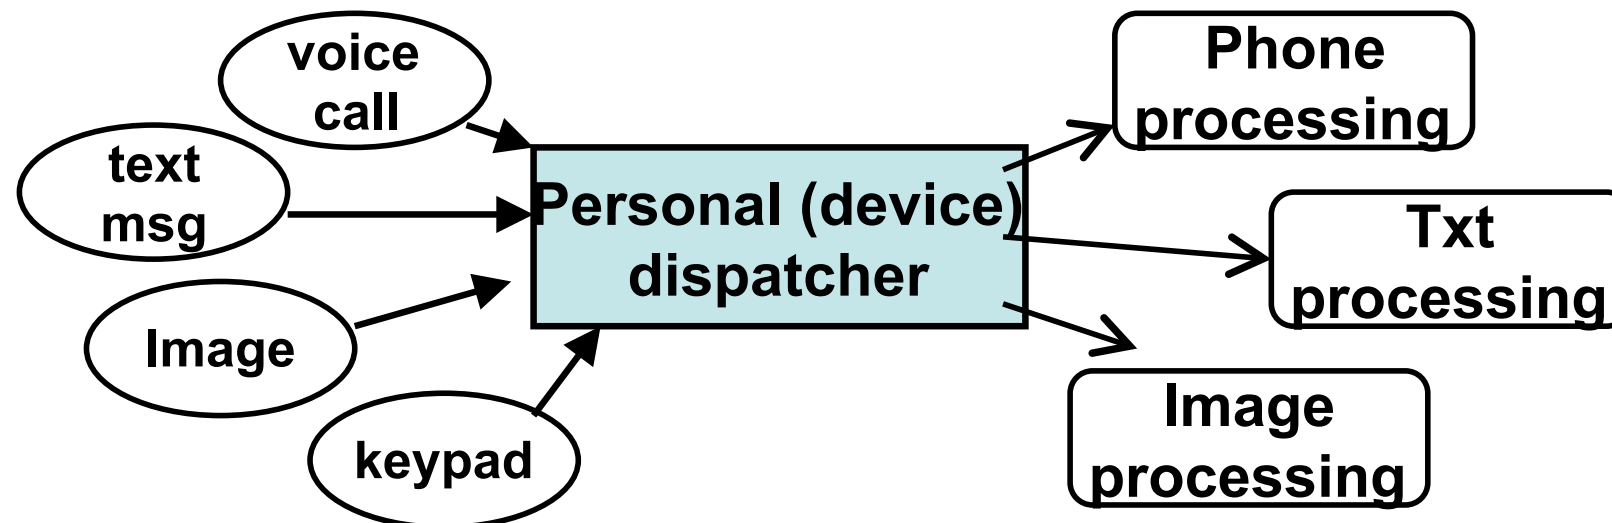 voice
call
text
msg
Image
keypad
Personal (device)
dispatcher
Phone
processing
Txt
processing
Image
processing